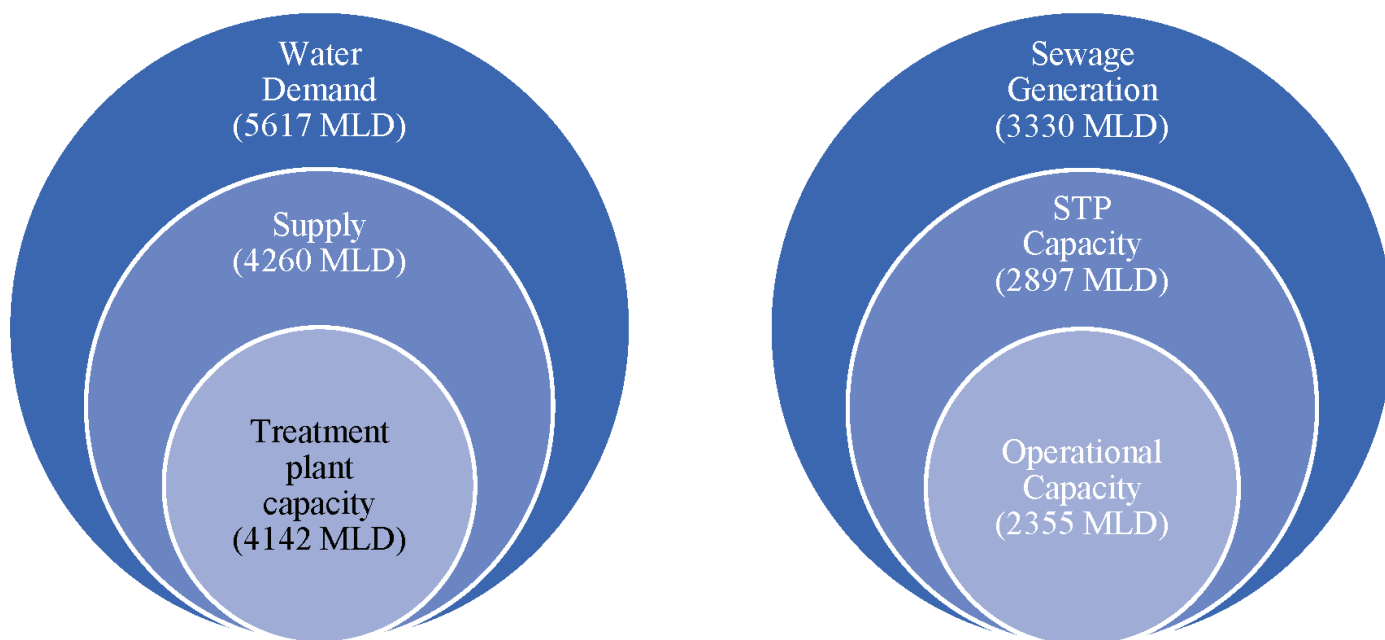 Water
Demand
(5617 MLD)
Supply
(4260 MLD)
Treatment
plant
capacity
(4142 MLD)
Sewage
Generation
(3330 MLD)
STP
Capacity
(2897 MLD)
Operational
Capacity
(2355 MLD)